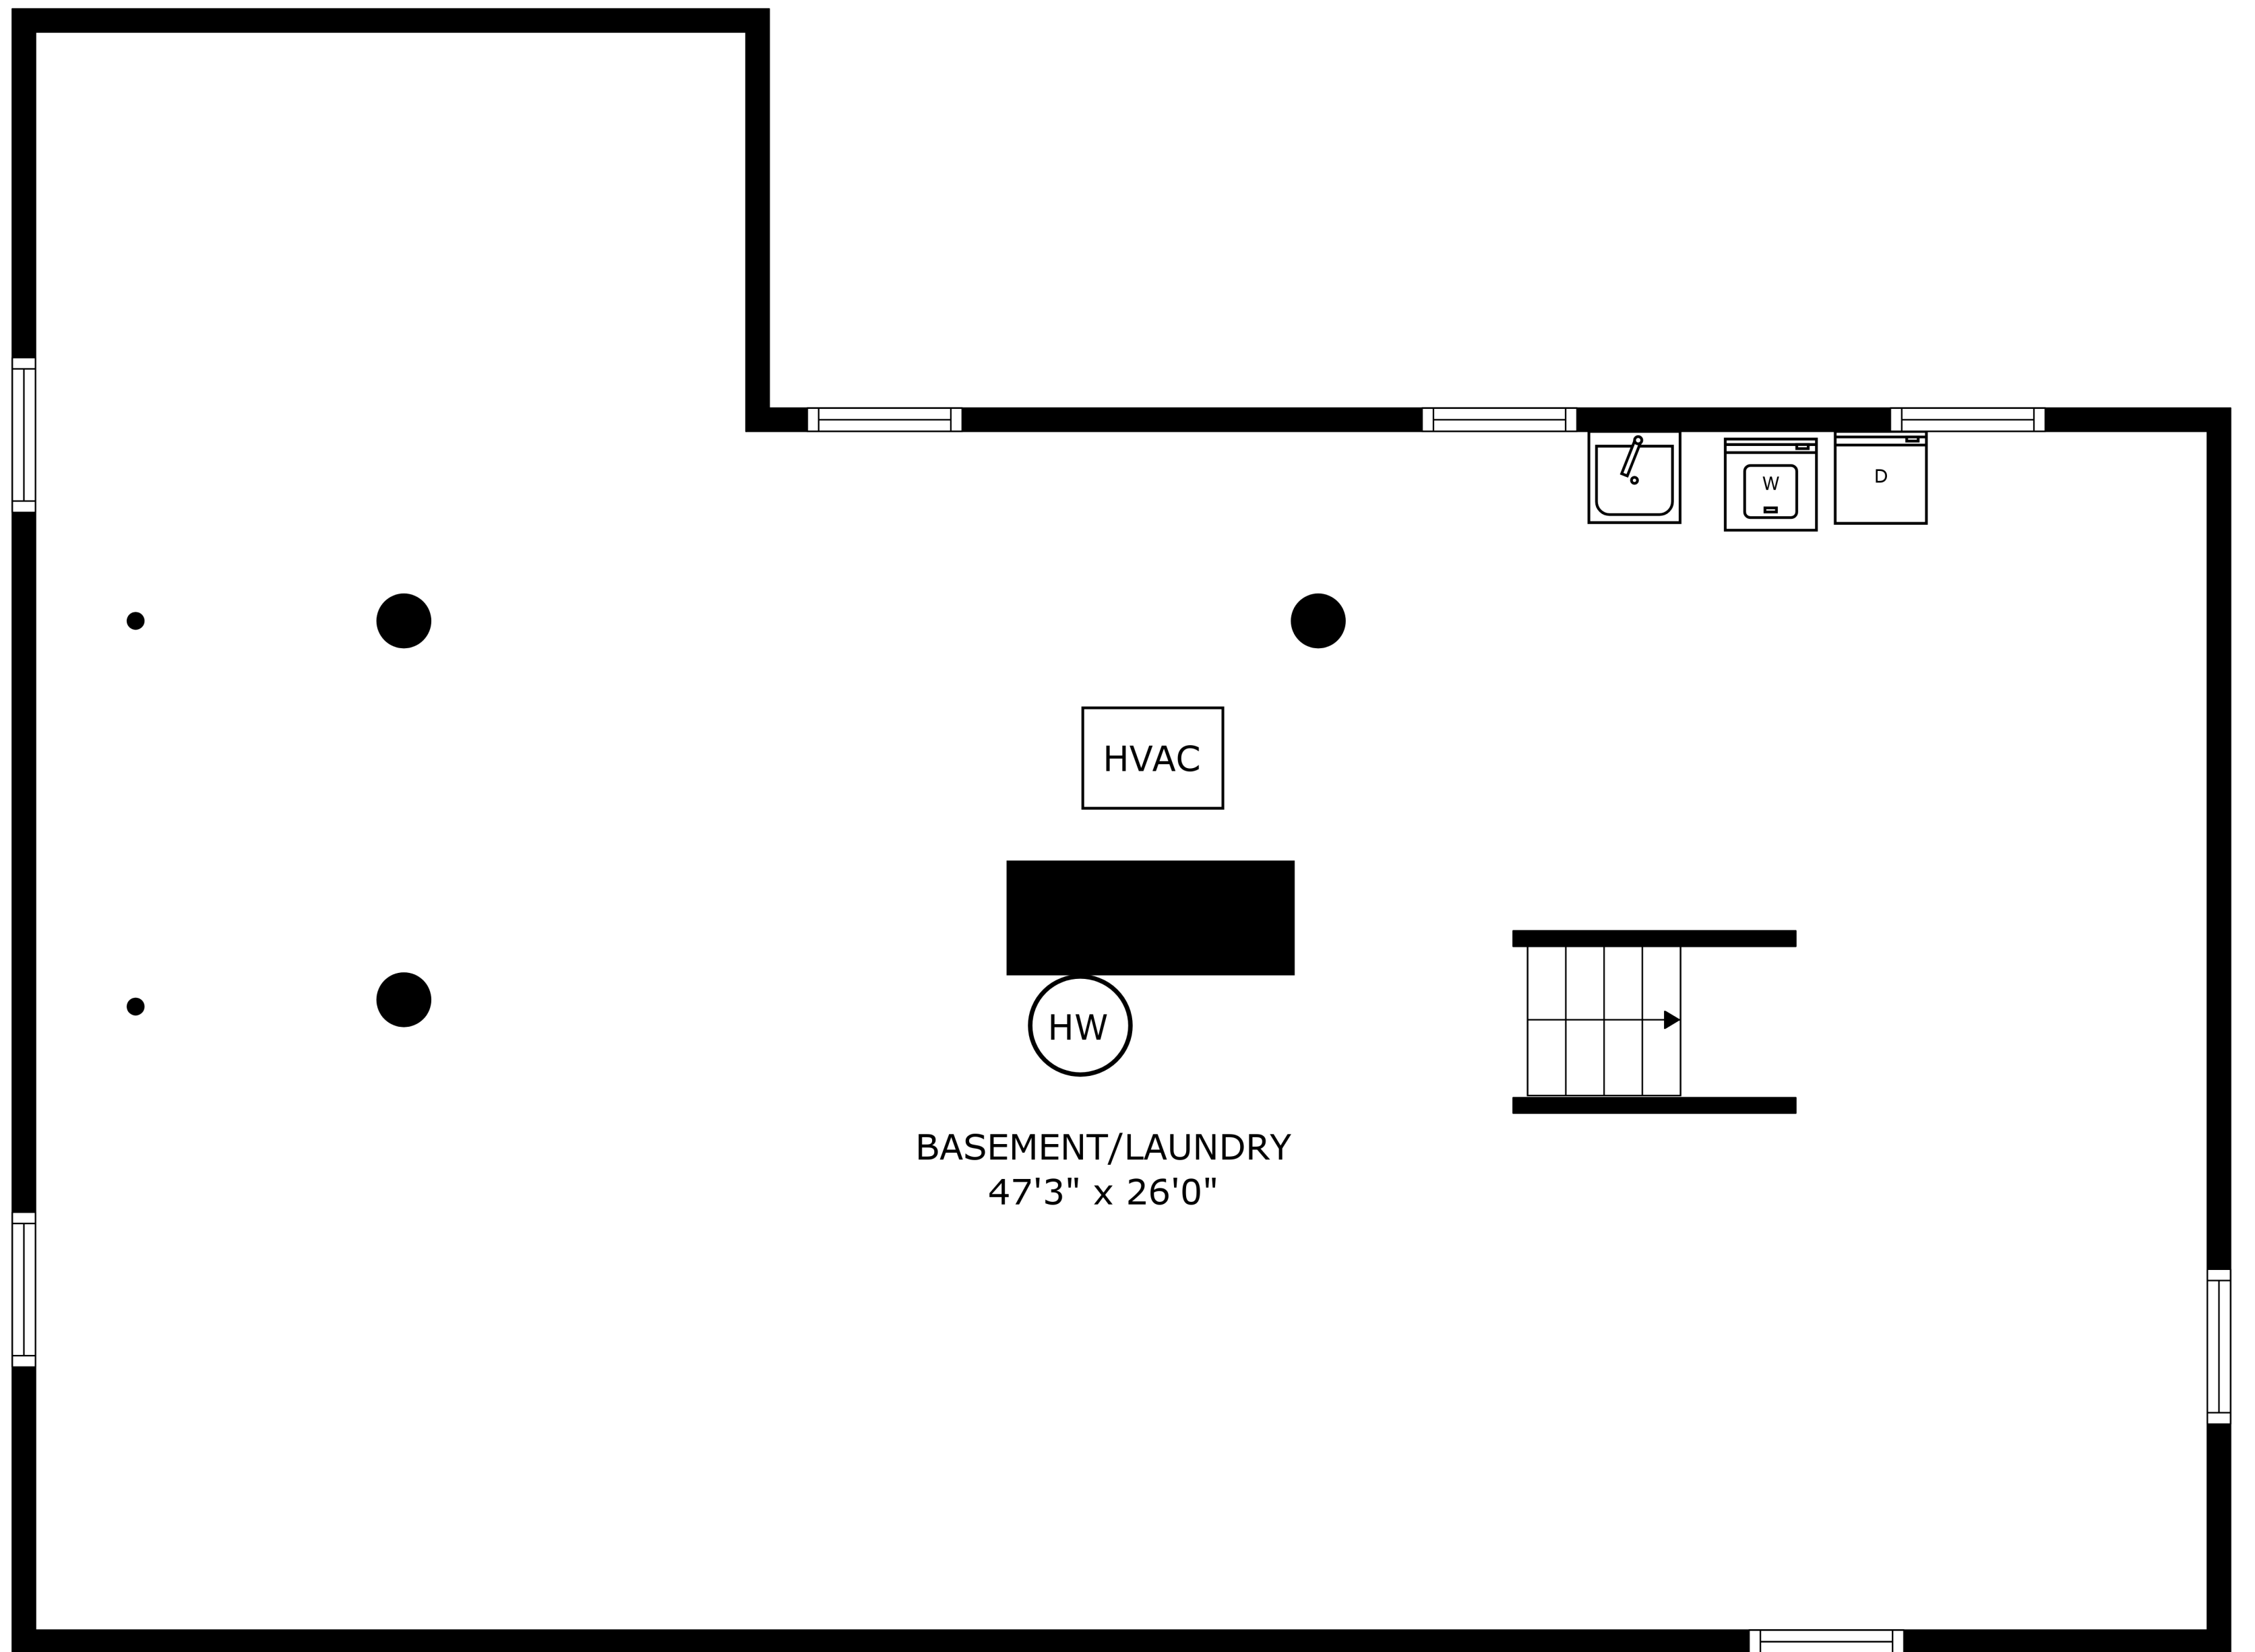 W
D
HVAC
HW
BASEMENT/LAUNDRY
47'3" x 26'0"